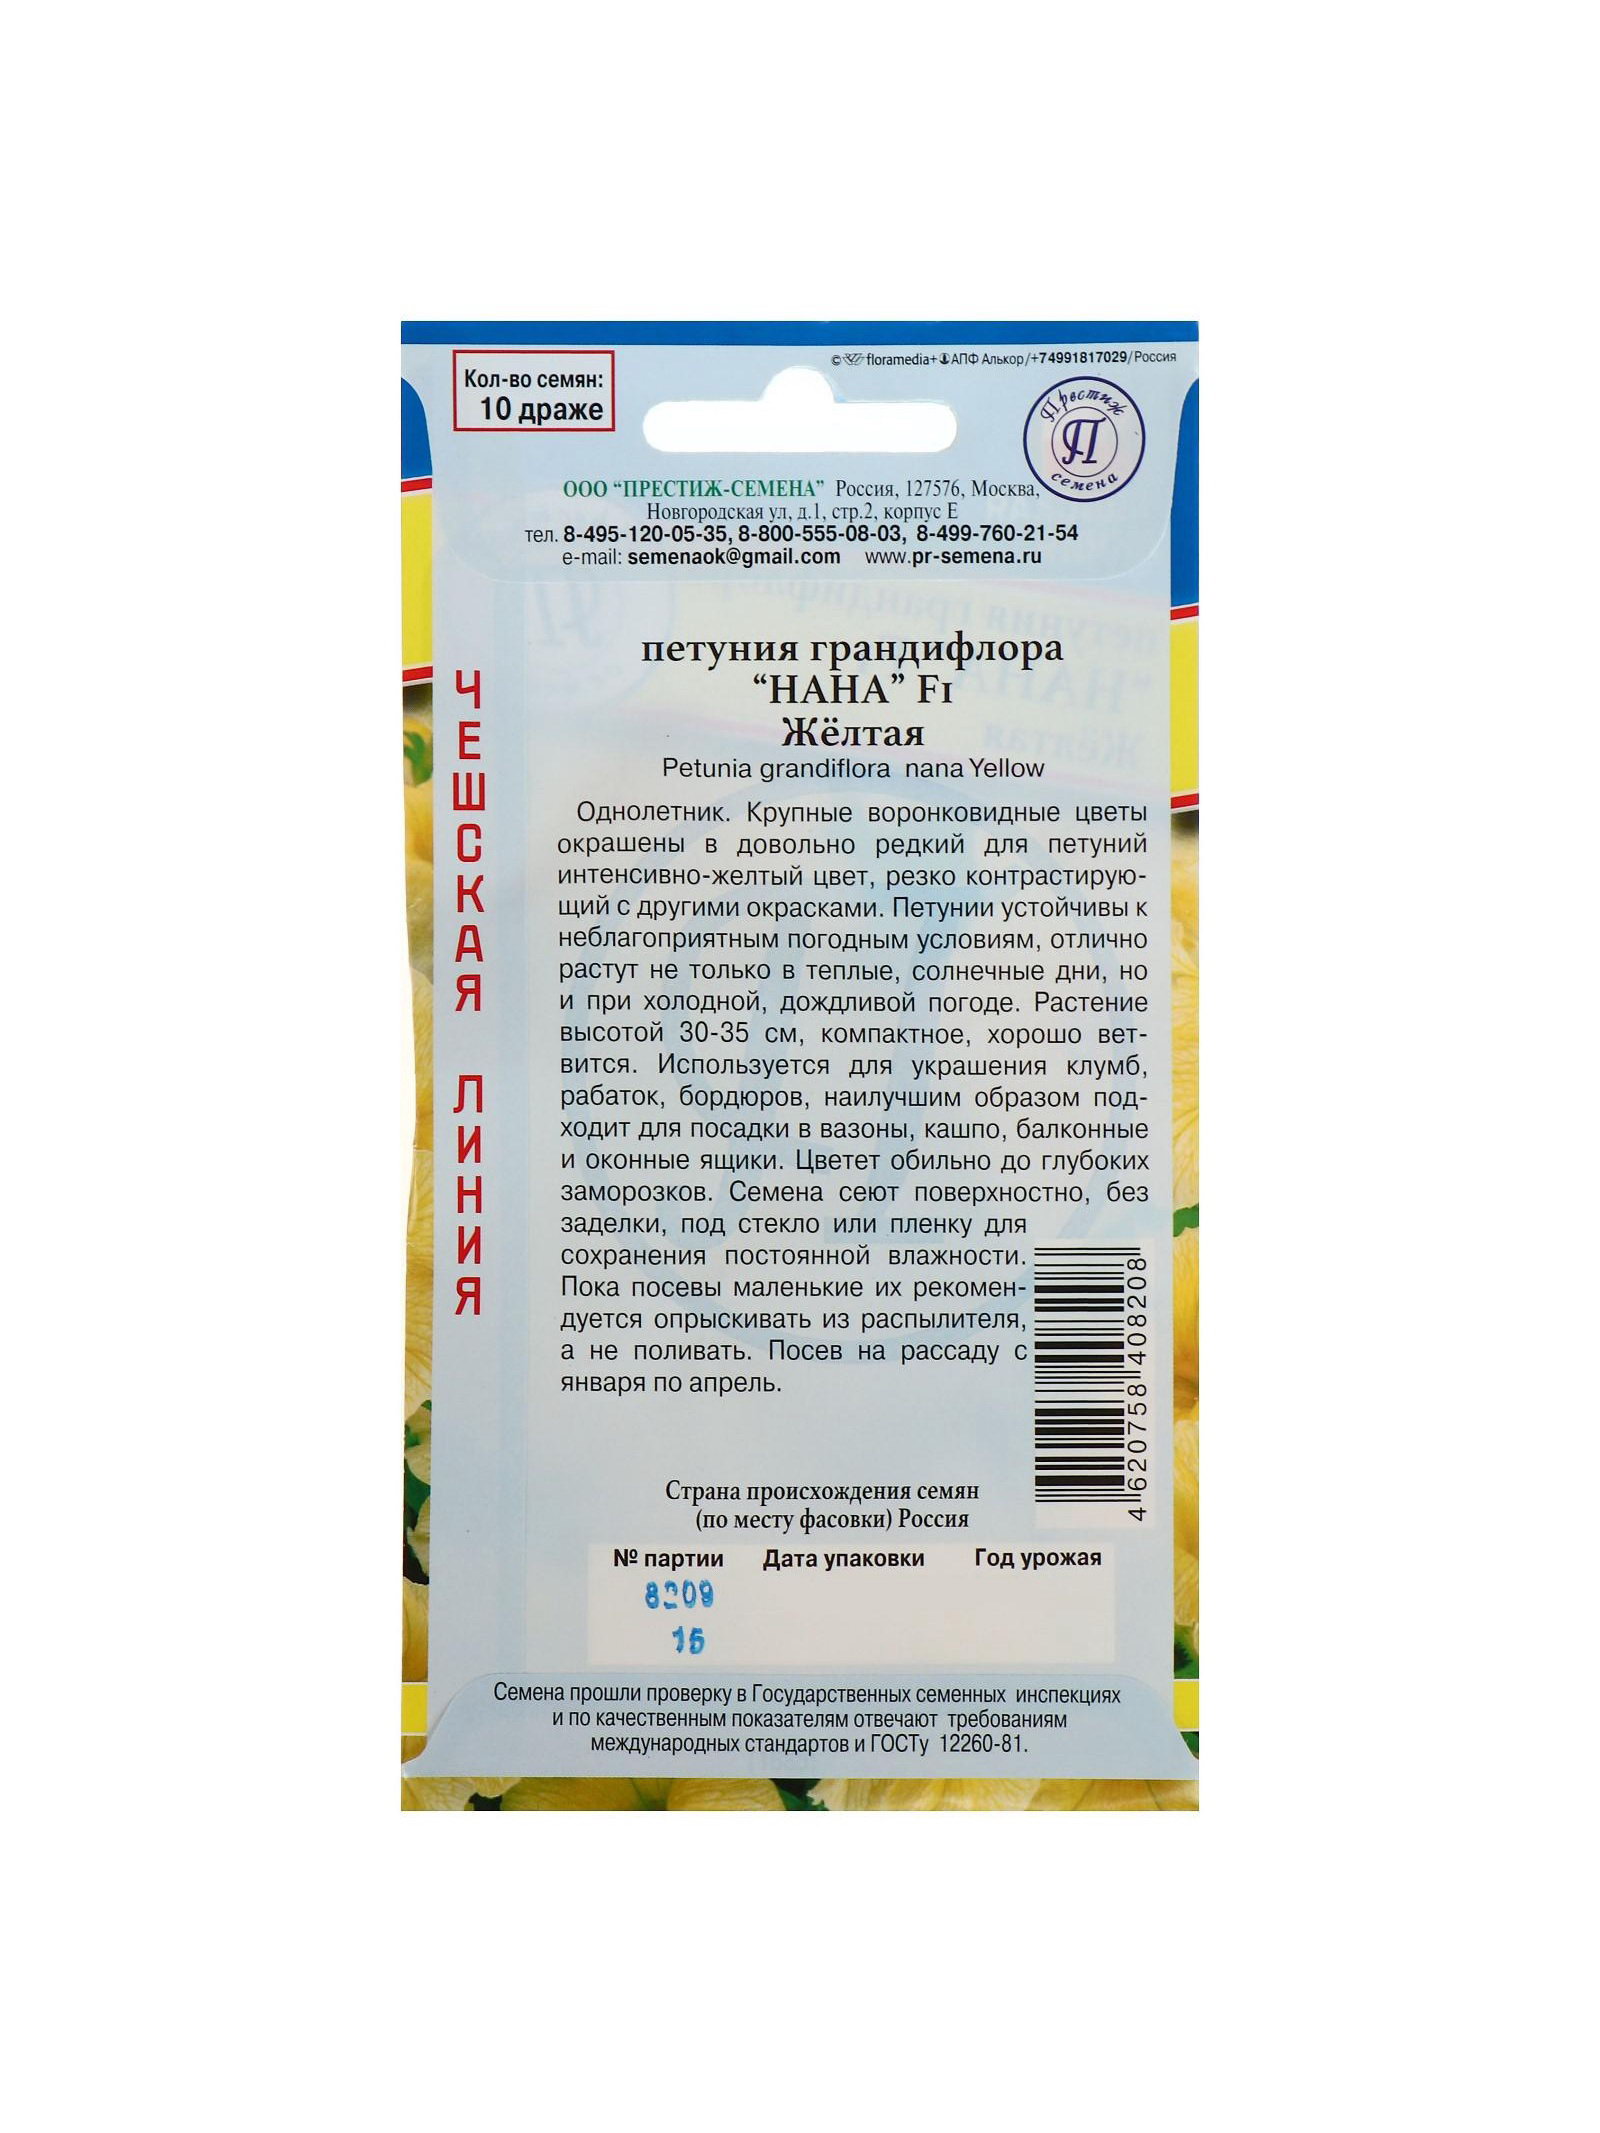 © floramedia+ АПФ Алькор/+74991817029/Россия
Кол-во семян:
10 драже
Престиж
П
семена
ООО “ПРЕСТИЖ-СЕМЕНА” Россия, 127576, Москва,
Новгородская ул, д.1, стр.2, корпус Е
тел. 8-495-120-05-35, 8-800-555-08-03, 8-499-760-21-54
e-mail: semenaok@gmail.com www.pr-semena.ru
ЧЕШСКАЯ ЛИНИЯ
петуния грандифлора
“НАНА” F1
Жёлтая
Petunia grandiflora nana Yellow
Однолетник. Крупные воронковидные цветы
окрашены в довольно редкий для петуний
интенсивно-желтый цвет, резко контрастирую-
щий с другими окрасками. Петунии устойчивы к
неблагоприятным погодным условиям, отлично
растут не только в теплые, солнечные дни, но
и при холодной, дождливой погоде. Растение
высотой 30-35 см, компактное, хорошо вет-
вится. Используется для украшения клумб,
рабаток, бордюров, наилучшим образом под-
ходит для посадки в вазоны, кашпо, балконные
и оконные ящики. Цветет обильно до глубоких
заморозков. Семена сеют поверхностно, без
заделки, под стекло или пленку для
сохранения постоянной влажности.
Пока посевы маленькие их рекомен-
дуется опрыскивать из распылителя,
а не поливать. Посев на рассаду с
января по апрель.
4 620758 408208
Страна происхождения семян
(по месту фасовки) Россия
№ партии Дата упаковки Год урожая
8209
15
Семена прошли проверку в Государственных семенных инспекциях
и по качественным показателям отвечают требованиям
международных стандартов и ГОСТу 12260-81.